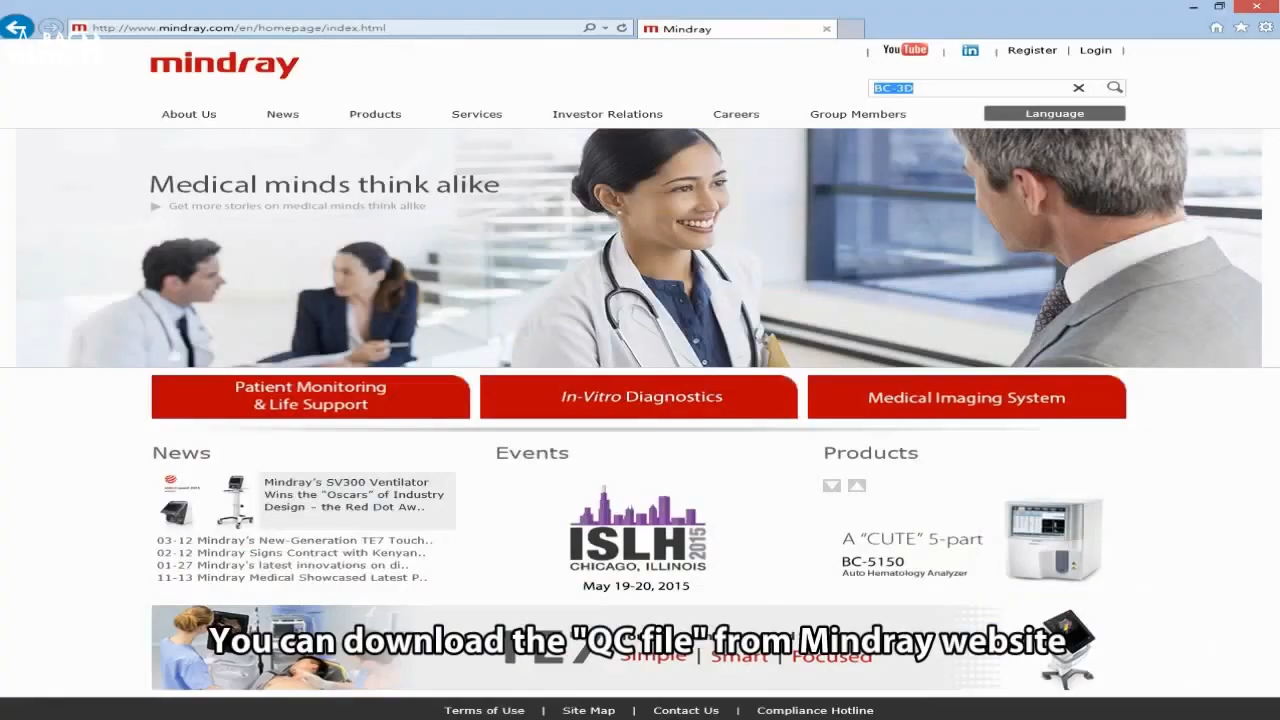 http://www.mindray.com/en/homepage/index.html
Mindray
You Tube
in
Register
Login
mindray
BC-3D
About Us
News
Products
Services
Investor Relations
Careers
Group Members
Language
Medical minds think alike
Get more stories on medical minds think alike
Patient Monitoring
& Life Support
In-Vitro Diagnostics
Medical Imaging System
News
Events
Products
Mindray's SV300 Ventilator
Wins the "Oscars" of Industry
Design - the Red Dot Aw..
03-12 Mindray's New-Generation TE7 Touch..
02-12 Mindray Signs Contract with Kenyan..
01-27 Mindray's latest innovations on di..
11-13 Mindray Medical Showcased Latest P..
ISLH 2015
CHICAGO, ILLINOIS
May 19-20, 2015
A "CUTE" 5-part
BC-5150
Auto Hematology Analyzer
You can download the "QC file" from Mindray website
TE7 Simple | Smart | Focused
Terms of Use | Site Map | Contact Us | Compliance Hotline